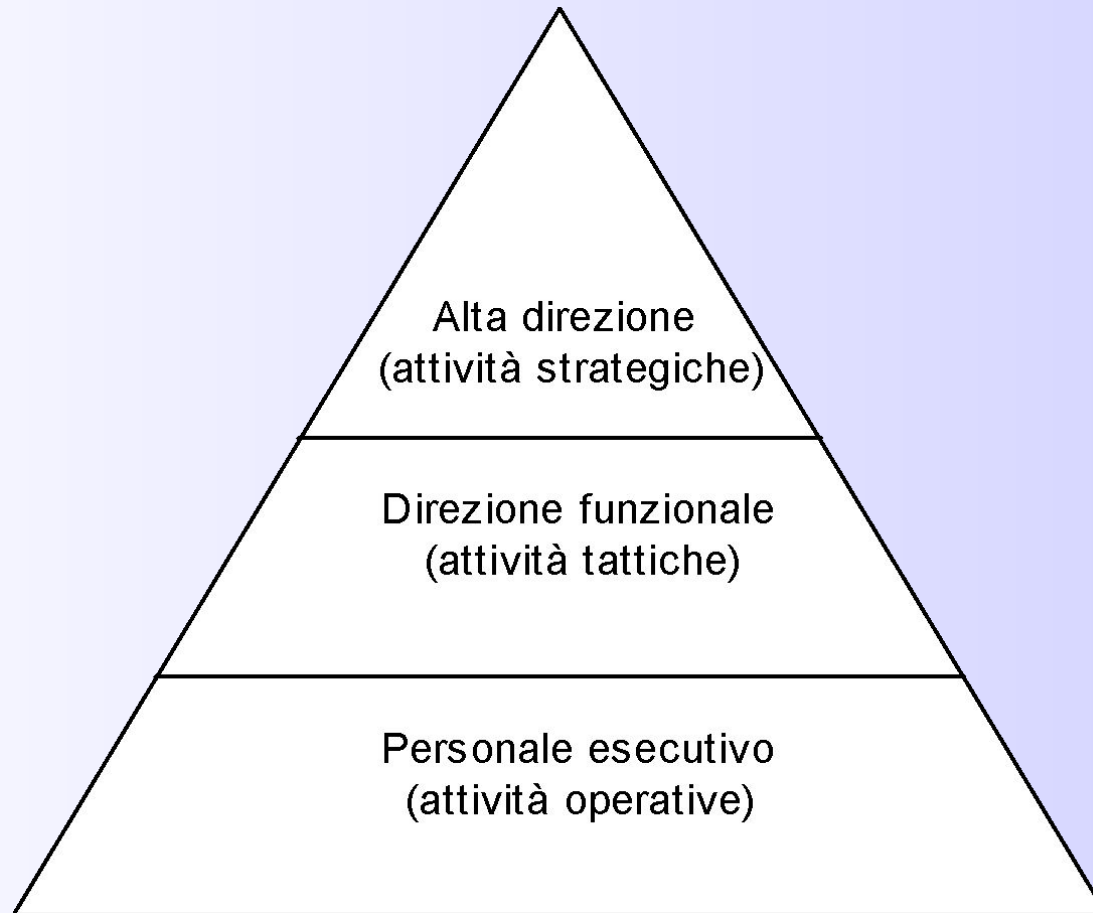 Alta direzione
(attività strategiche)
Direzione funzionale
(attività tattiche)
Personale esecutivo
(attività operative)